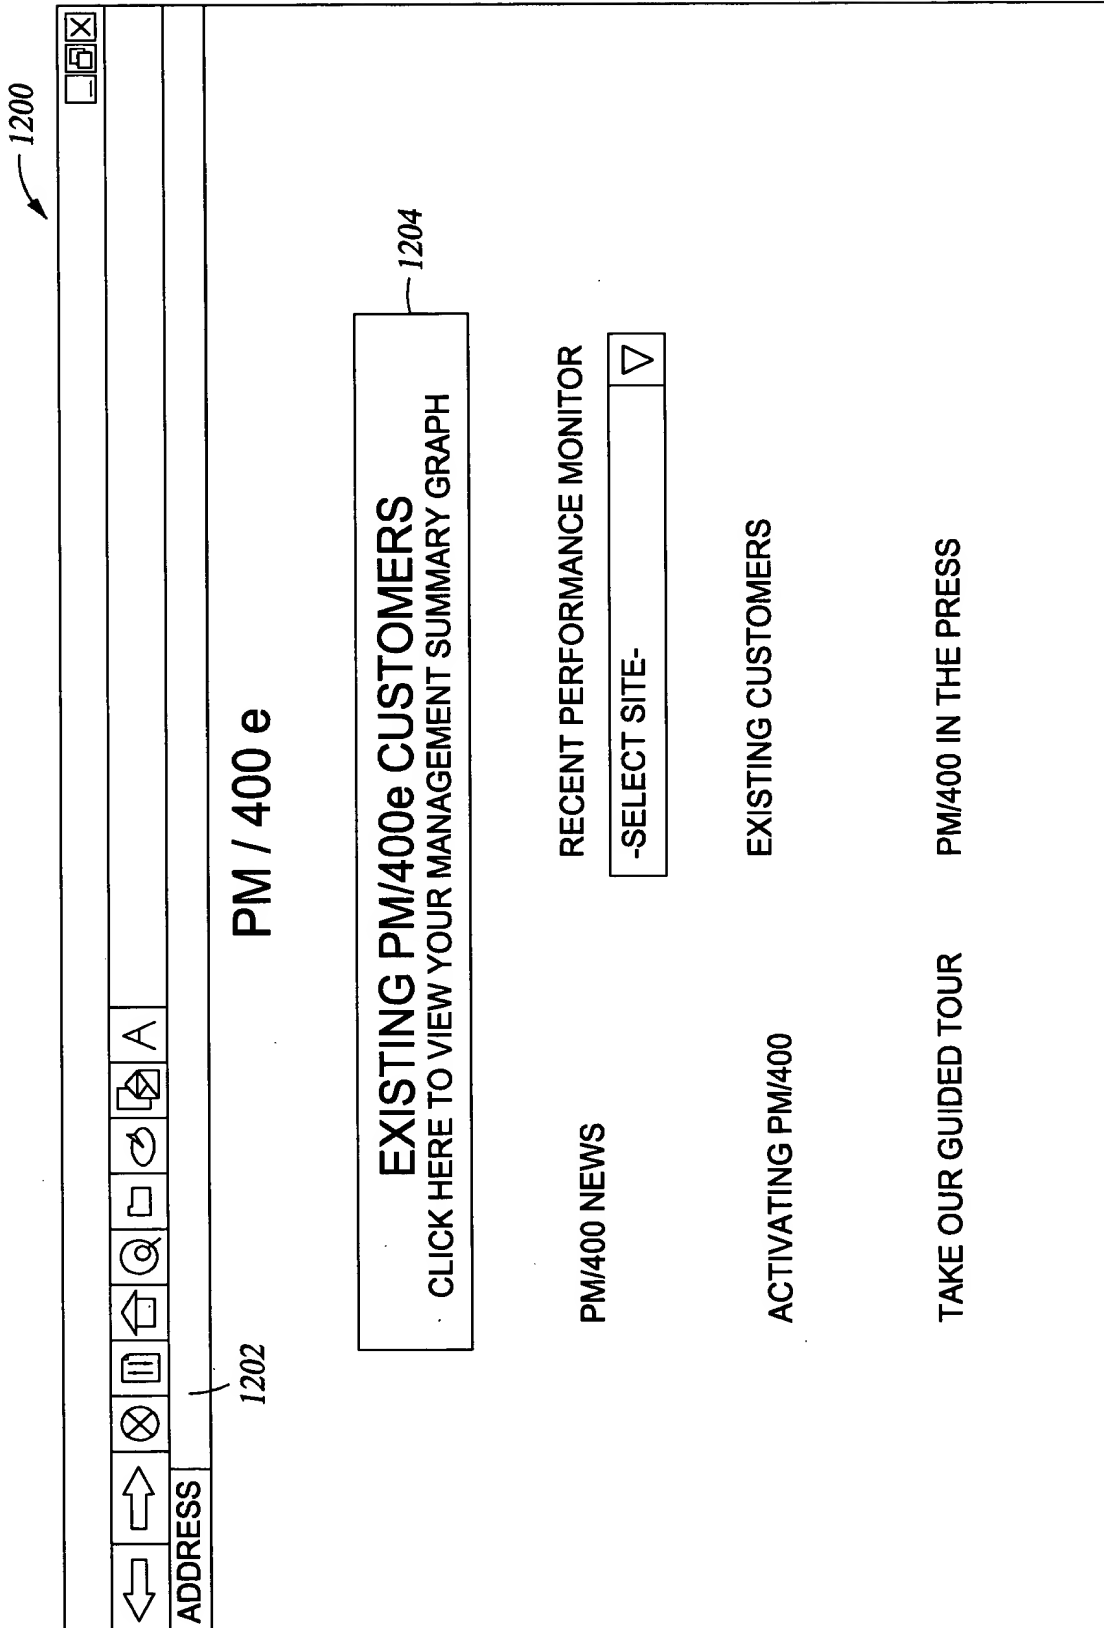 1200
ADDRESS
1202
PM / 400 e
EXISTING PM/400e CUSTOMERS
CLICK HERE TO VIEW YOUR MANAGEMENT SUMMARY GRAPH
1204
PM/400 NEWS
RECENT PERFORMANCE MONITOR
-SELECT SITE-
ACTIVATING PM/400
EXISTING CUSTOMERS
TAKE OUR GUIDED TOUR
PM/400 IN THE PRESS